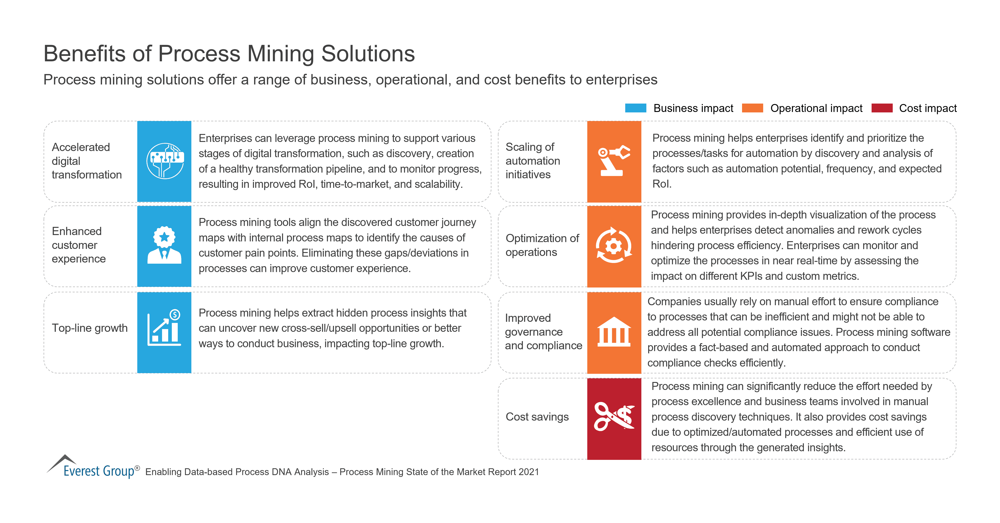 Benefits of Process Mining Solutions
Process mining solutions offer a range of business, operational, and cost benefits to enterprises
Business impact
Operational impact
Cost impact
Accelerated
digital
transformation
Enterprises can leverage process mining to support various
stages of digital transformation, such as discovery, creation
of a healthy transformation pipeline, and to monitor progress,
resulting in improved RoI, time-to-market, and scalability.
Enhanced
customer
experience
Process mining tools align the discovered customer journey
maps with internal process maps to identify the causes of
customer pain points. Eliminating these gaps/deviations in
processes can improve customer experience.
Top-line growth
$
Process mining helps extract hidden process insights that
can uncover new cross-sell/upsell opportunities or better
ways to conduct business, impacting top-line growth.
Scaling of
automation
initiatives
Process mining helps enterprises identify and prioritize the
processes/tasks for automation by discovery and analysis of
factors such as automation potential, frequency, and expected
RoI.
Optimization of
operations
Process mining provides in-depth visualization of the process
and helps enterprises detect anomalies and rework cycles
hindering process efficiency. Enterprises can monitor and
optimize the processes in near real-time by assessing the
impact on different KPIs and custom metrics.
Improved
governance
and compliance
Companies usually rely on manual effort to ensure compliance
to processes that can be inefficient and might not be able to
address all potential compliance issues. Process mining software
provides a fact-based and automated approach to conduct
compliance checks efficiently.
Cost savings
$
Process mining can significantly reduce the effort needed by
process excellence and business teams involved in manual
process discovery techniques. It also provides cost savings
due to optimized/automated processes and efficient use of
resources through the generated insights.
Everest Group® Enabling Data-based Process DNA Analysis – Process Mining State of the Market Report 2021